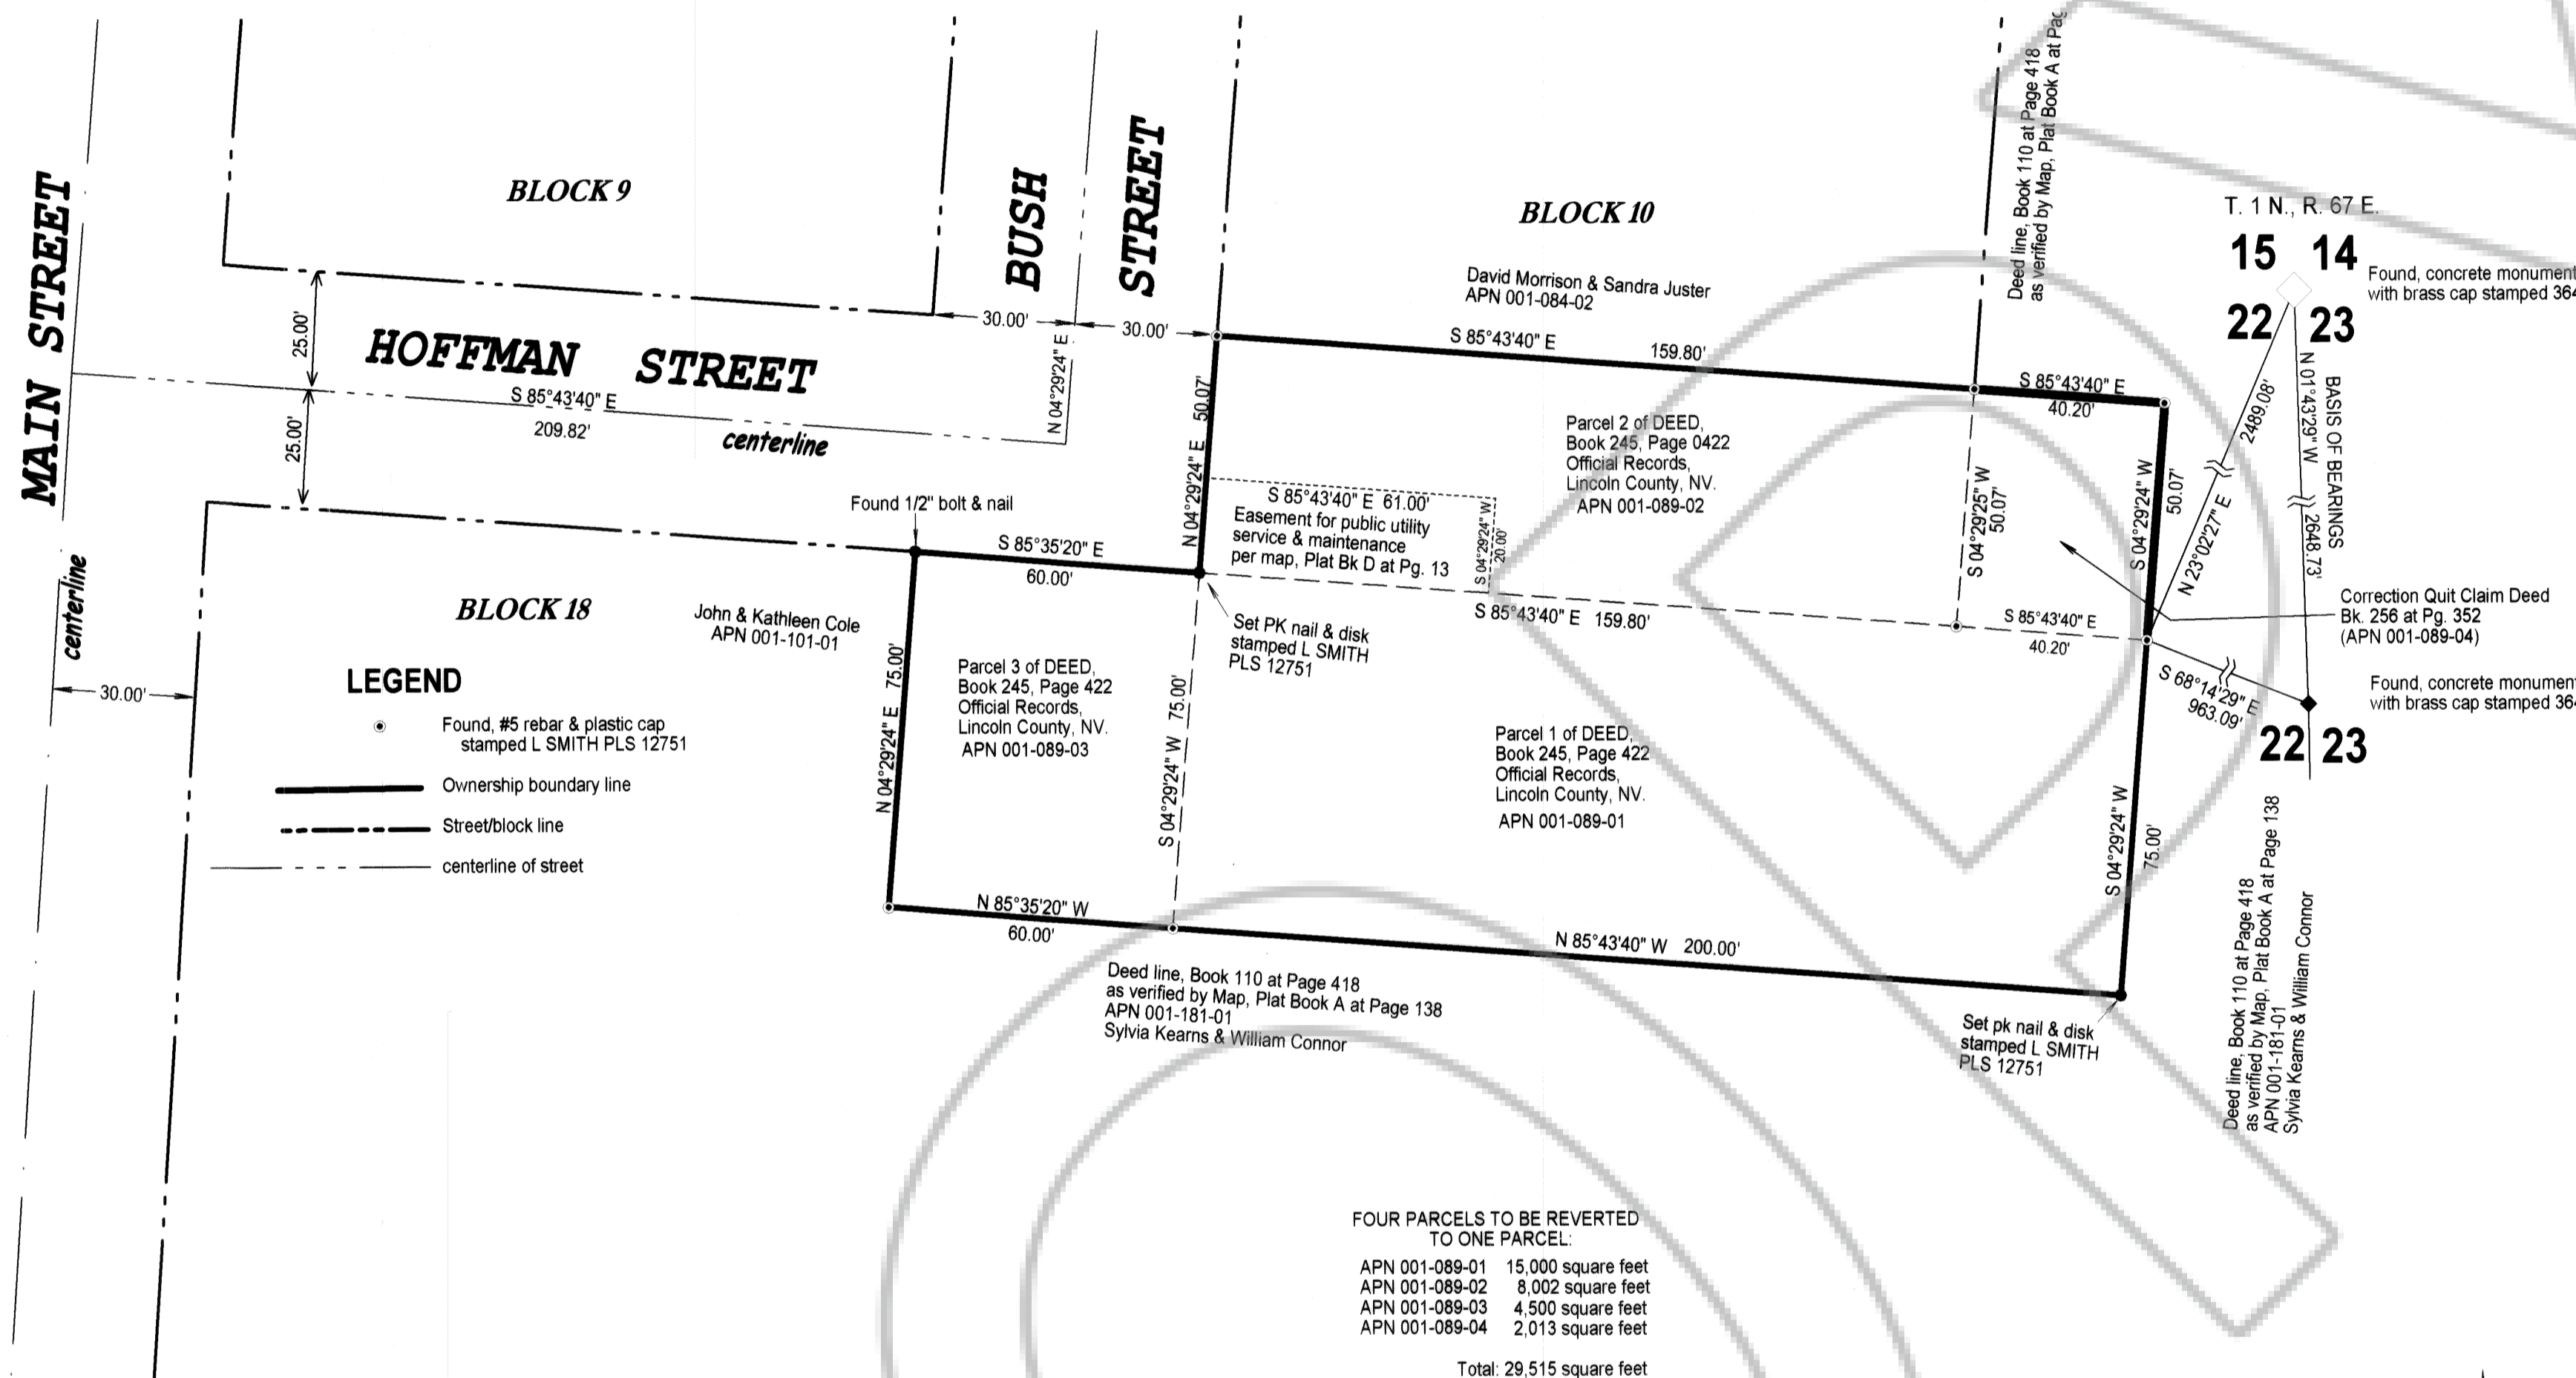 MAIN STREET
centerline
30.00'
BLOCK 9
25.00'
25.00'
HOFFMAN STREET
S 85°43'40" E
209.82'
centerline
BUSH
STREET
30.00'
30.00'
N 04°29'24" E
BLOCK 10
David Morrison & Sandra Juster
APN 001-084-02
S 85°43'40" E
159.80'
Deed line, Book 110 at Page 418
as verified by Map, Plat Book A at
S 85°43'40" E
40.20'
T. 1 N., R. 67 E.
15 14
22 23
Found, concrete monument
with brass cap stamped
2489.08'
N 23°02'27" E
N 01°43'29" W
2648.73'
BASIS OF BEARINGS
N 04°29'24" E 50.07'
Parcel 2 of DEED,
Book 245, Page 0422
Official Records,
Lincoln County, NV.
APN 001-089-02
S 04°29'25" W
50.07'
S 04°29'24" W
50.07'
S 85°43'40" E 61.00'
Easement for public utility
service & maintenance
per map, Plat Bk D at Pg. 13
S 04°29'24" W
20.00'
Found 1/2" bolt & nail
S 85°35'20" E
60.00'
S 85°43'40" E 159.80'
S 85°43'40" E
40.20'
Correction Quit Claim Deed
Bk. 256 at Pg. 352
(APN 001-089-04)
S 68°14'29" E
963.09'
Found, concrete monument
with brass cap stamped
22 23
BLOCK 18
John & Kathleen Cole
APN 001-101-01
LEGEND
Found, #5 rebar & plastic cap
stamped L SMITH PLS 12751
Ownership boundary line
Street/block line
centerline of street
N 04°29'24" E 75.00'
Parcel 3 of DEED,
Book 245, Page 422
Official Records,
Lincoln County, NV.
APN 001-089-03
S 04°29'24" W 75.00'
Set PK nail & disk
stamped L SMITH
PLS 12751
Parcel 1 of DEED,
Book 245, Page 422
Official Records,
Lincoln County, NV.
APN 001-089-01
S 04°29'24" W
75.00'
N 85°35'20" W
60.00'
N 85°43'40" W 200.00'
Deed line, Book 110 at Page 418
as verified by Map, Plat Book A at Page 138
APN 001-181-01
Sylvia Kearns & William Connor
Set pk nail & disk
stamped L SMITH
PLS 12751
Deed line, Book 110 at Page 418
as verified by Map, Plat Book A at Page 138
APN 001-181-01
Sylvia Kearns & William Connor
FOUR PARCELS TO BE REVERTED
TO ONE PARCEL:
APN 001-089-01 15,000 square feet
APN 001-089-02 8,002 square feet
APN 001-089-03 4,500 square feet
APN 001-089-04 2,013 square feet
Total: 29,515 square feet